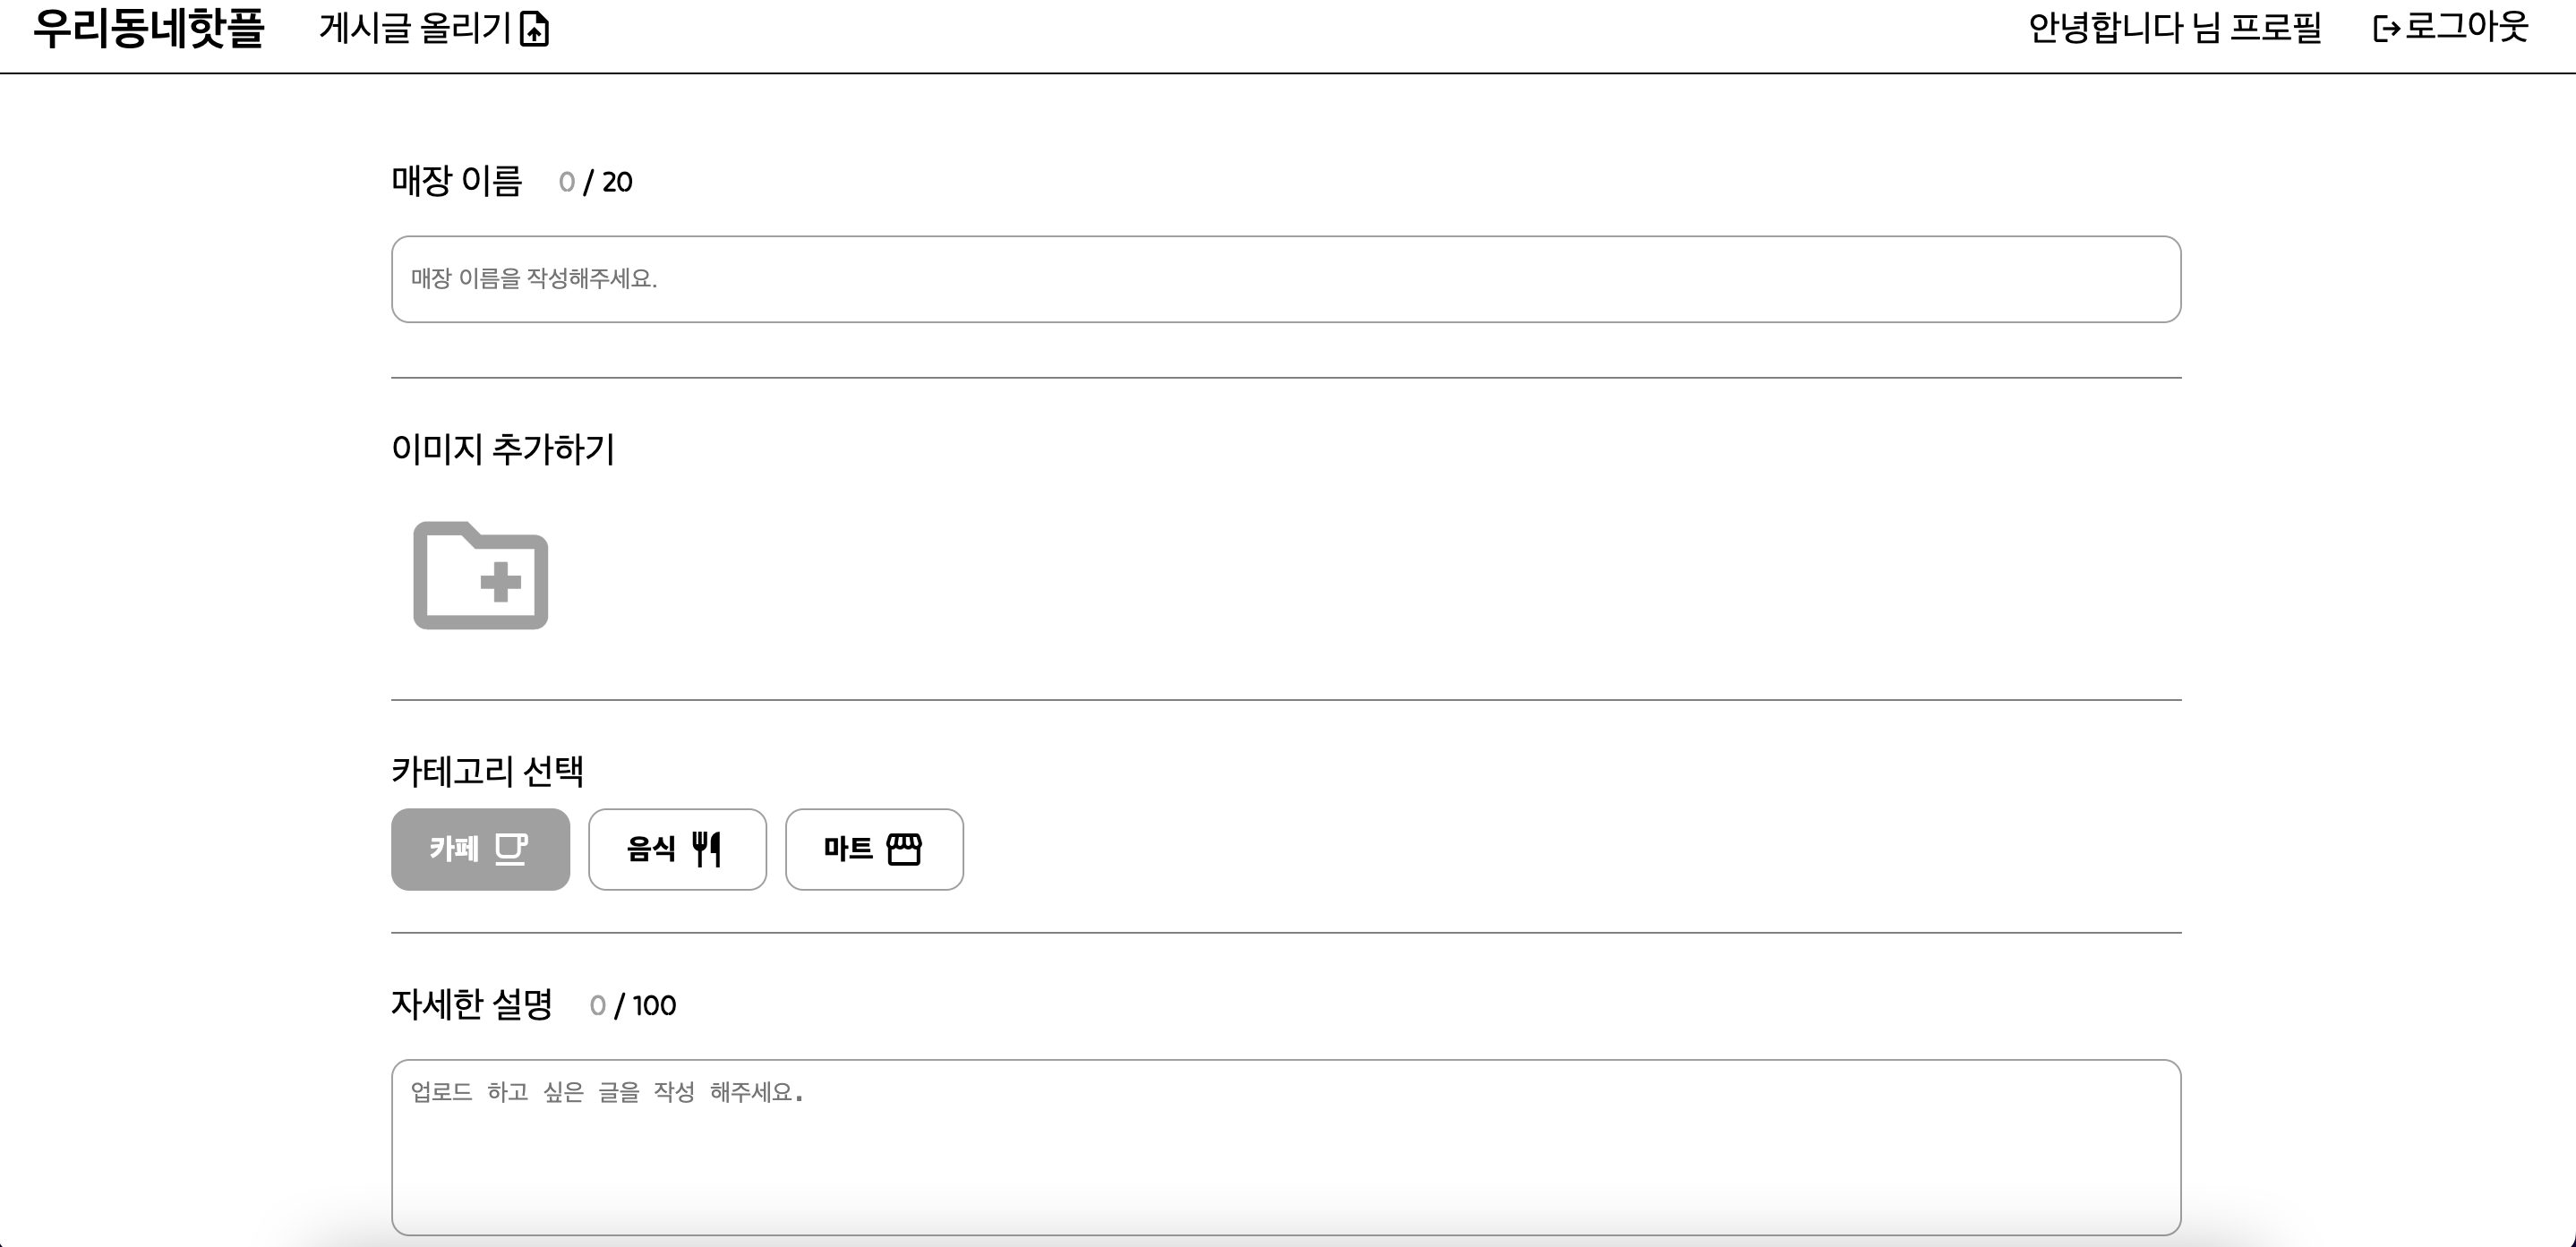 우리동네핫플 게시글 올리기 안녕합니다 님 프로필 로그아웃
매장 이름 0 / 20
매장 이름을 작성해주세요.
이미지 추가하기
카테고리 선택
카페 음식 마트
자세한 설명 0 / 100
업로드 하고 싶은 글을 작성 해주세요.